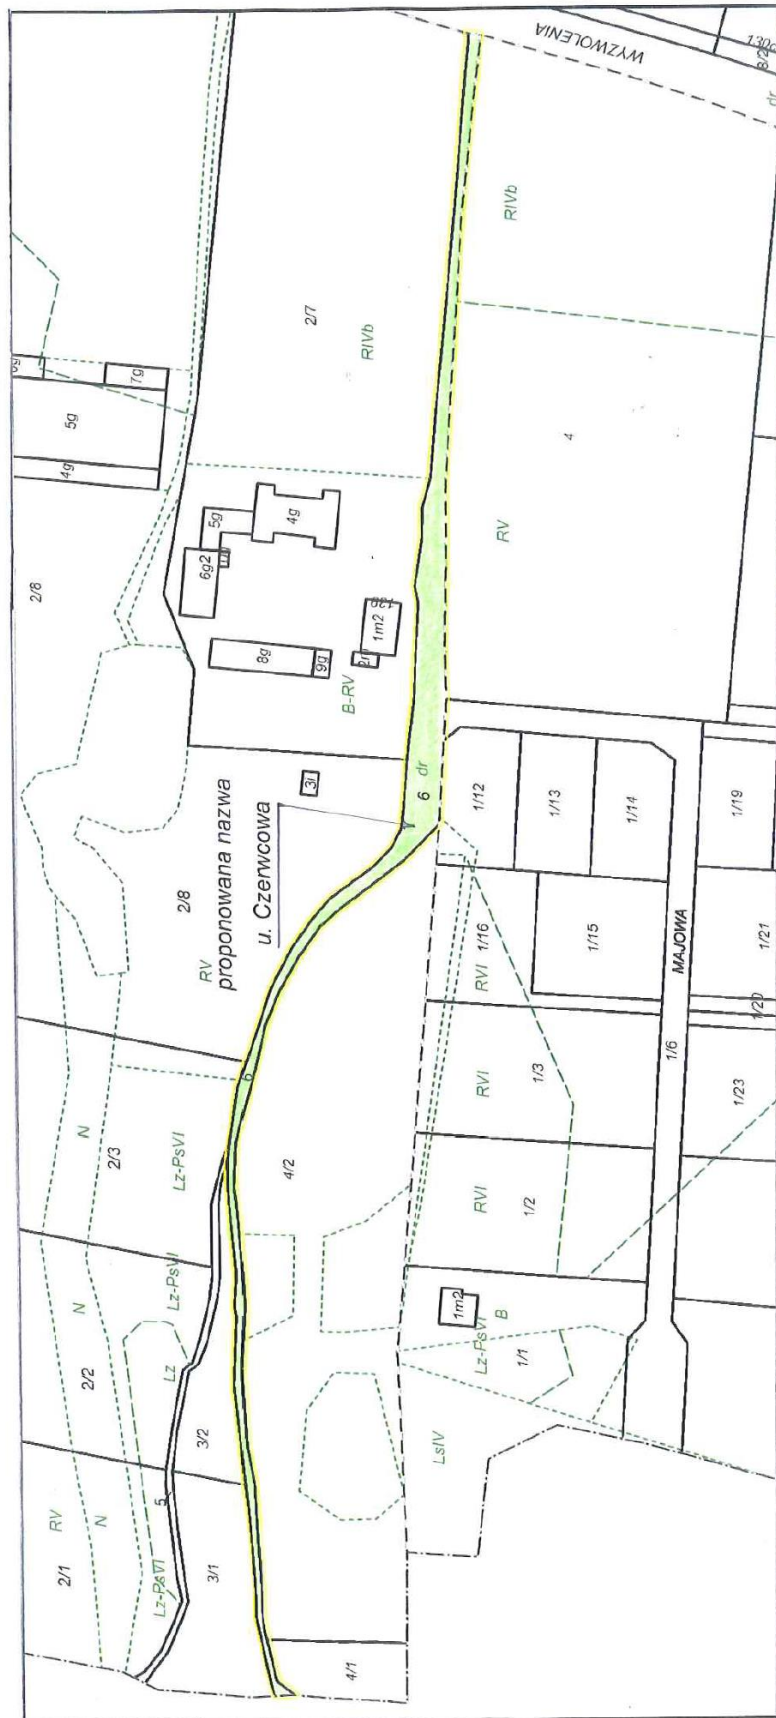 WYZWOLENIA
dr
RIVb
2/7
RIVb
7g
5g
4g
4
RV
5g
4g
6g2
2/8
1m2
8g
9g
B-RV
3i
dr
6
1/12
1/13
1/14
1/19
proponowana nazwa
u. Czerwcowa
2/8
RV
1/16
RVI
1/15
MAJOWA
1/21
1/20
1/6
6
N
2/3
Lz-PsVI
4/2
RVI
1/3
1/23
RVI
1/2
N
2/2
Lz-PsVI
Lz
3/2
1m2
B
Lz-PsVI
1/1
LsIV
5
RV
N
2/1
Lz-PsVI
3/1
4/1